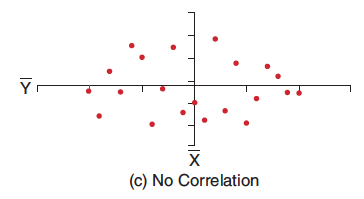 Y̅
X̅
(c) No Correlation